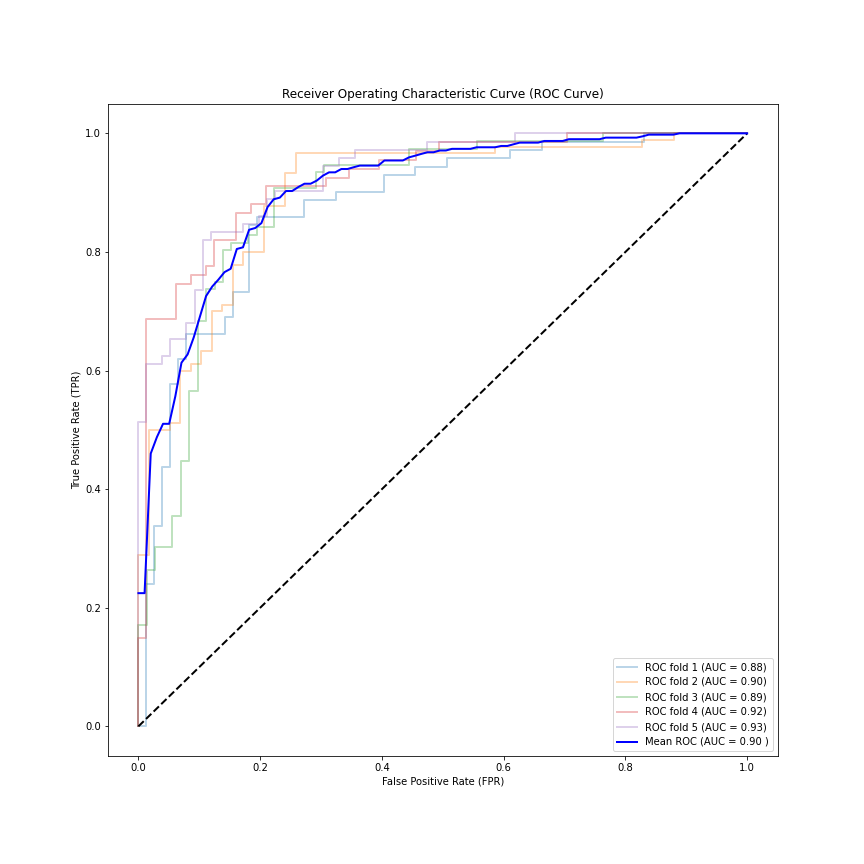 Receiver Operating Characteristic Curve (ROC Curve)
True Positive Rate (TPR)
1.0
0.8
0.6
0.4
0.2
0.0
0.0 0.2 0.4 0.6 0.8 1.0
False Positive Rate (FPR)
ROC fold 1 (AUC = 0.88)
ROC fold 2 (AUC = 0.90)
ROC fold 3 (AUC = 0.89)
ROC fold 4 (AUC = 0.92)
ROC fold 5 (AUC = 0.93)
Mean ROC (AUC = 0.90 )